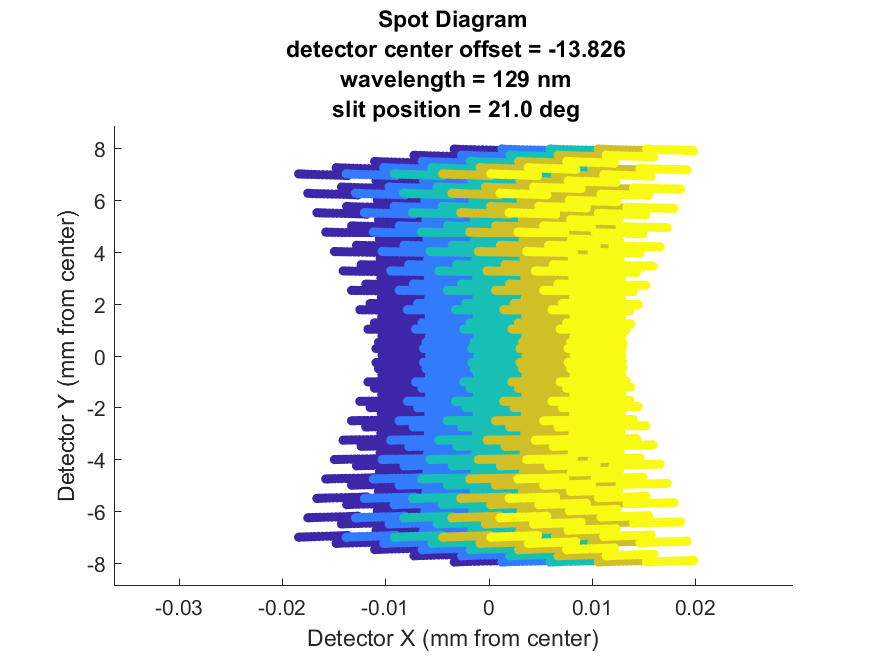 Spot Diagram
detector center offset = -13.826
wavelength = 129 nm
slit position = 21.0 deg
8
6
4
2
0
-2
-4
-6
-8
Detector Y (mm from center)
-0.03 -0.02 -0.01 0 0.01 0.02
Detector X (mm from center)